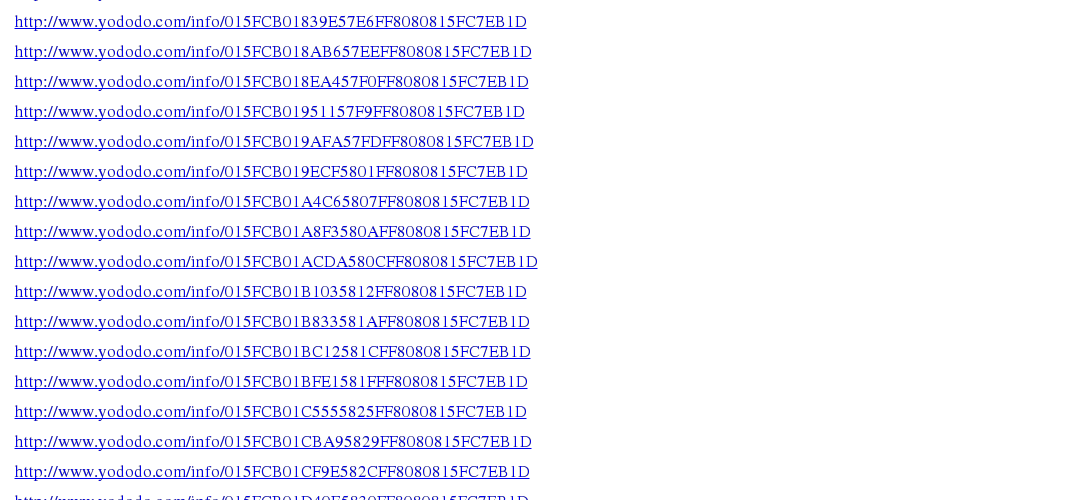 http://www.yododo.com/info/015FCB01839E57E6FF8080815FC7EB1D
http://www.yododo.com/info/015FCB018AB657EEFF8080815FC7EB1D
http://www.yododo.com/info/015FCB018EA457F0FF8080815FC7EB1D
http://www.yododo.com/info/015FCB01951157F9FF8080815FC7EB1D
http://www.yododo.com/info/015FCB019AFA57FDFF8080815FC7EB1D
http://www.yododo.com/info/015FCB019ECF5801FF8080815FC7EB1D
http://www.yododo.com/info/015FCB01A4C65807FF8080815FC7EB1D
http://www.yododo.com/info/015FCB01A8F3580AFF8080815FC7EB1D
http://www.yododo.com/info/015FCB01ACDA580CFF8080815FC7EB1D
http://www.yododo.com/info/015FCB01B1035812FF8080815FC7EB1D
http://www.yododo.com/info/015FCB01B833581AFF8080815FC7EB1D
http://www.yododo.com/info/015FCB01BC12581CFF8080815FC7EB1D
http://www.yododo.com/info/015FCB01BFE1581FFF8080815FC7EB1D
http://www.yododo.com/info/015FCB01C5555825FF8080815FC7EB1D
http://www.yododo.com/info/015FCB01CBA95829FF8080815FC7EB1D
http://www.yododo.com/info/015FCB01CF9E582CFF8080815FC7EB1D